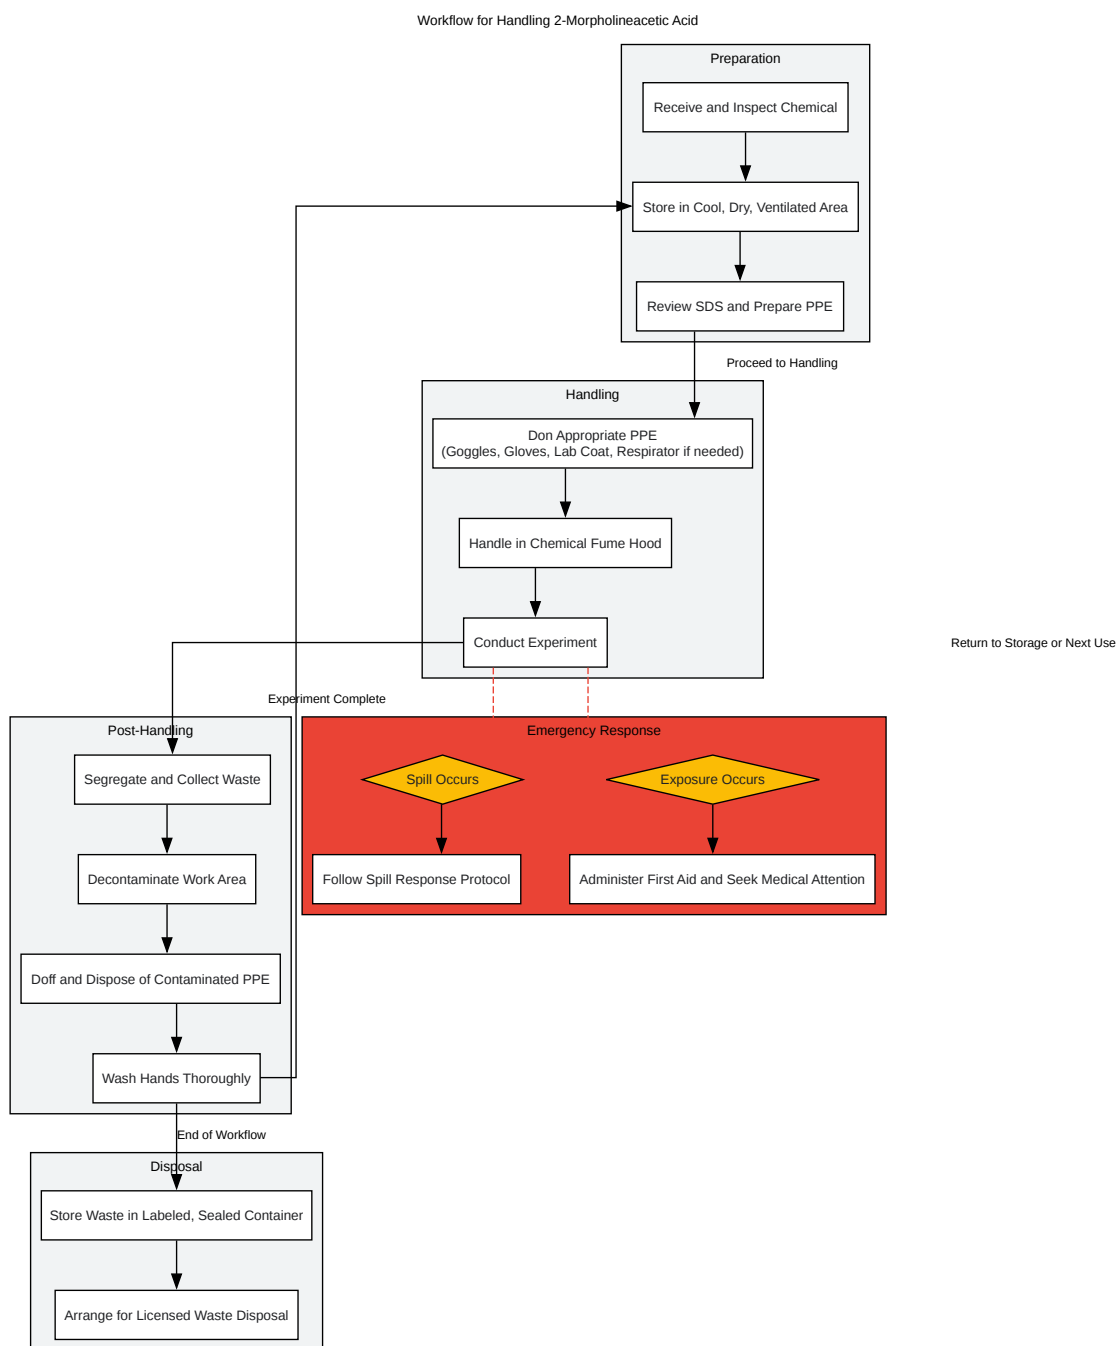 Workflow for Handling 2-Morpholineacetic Acid
Preparation
Receive and Inspect Chemical
Store in Cool, Dry, Ventilated Area
Review SDS and Prepare PPE
Proceed to Handling
Handling
Don Appropriate PPE
(Goggles, Gloves, Lab Coat, Respirator if needed)
Handle in Chemical Fume Hood
Conduct Experiment
Return to Storage or Next Use
Experiment Complete
Post-Handling
Segregate and Collect Waste
Decontaminate Work Area
Doff and Dispose of Contaminated PPE
Wash Hands Thoroughly
Emergency Response
Spill Occurs
Exposure Occurs
Follow Spill Response Protocol
Administer First Aid and Seek Medical Attention
End of Workflow
Disposal
Store Waste in Labeled, Sealed Container
Arrange for Licensed Waste Disposal